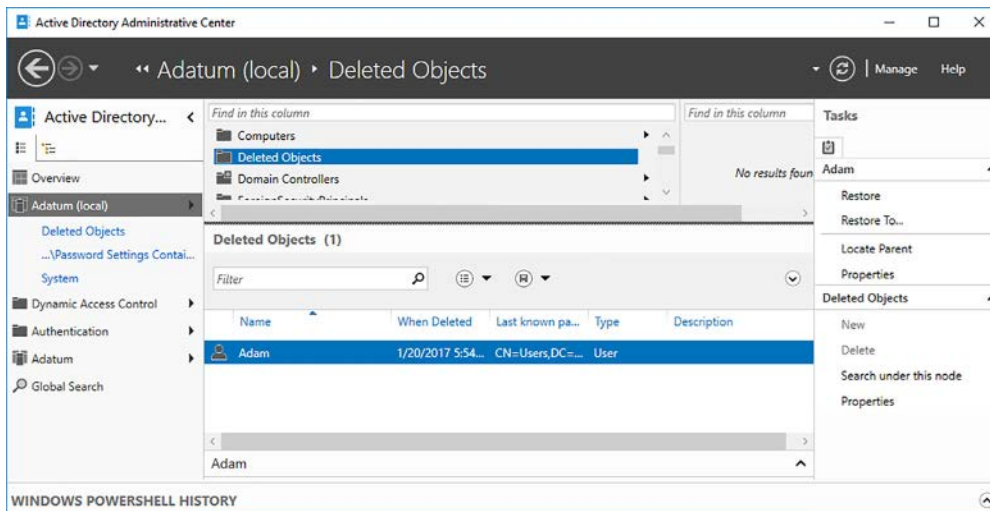 Active Directory Administrative Center
Adatum (local) Deleted Objects
Manage Help
Active Directory...
Overview
Adatum (local)
Deleted Objects
...\Password Settings Contai...
System
Dynamic Access Control
Authentication
Adatum
Global Search
Find in this column
Computers
Deleted Objects
Domain Controllers
Find in this column
No results foun
Deleted Objects (1)
Filter
Name When Deleted Last known pa... Type Description
Adam 1/20/2017 5:54... CN=Users,DC=... User
Adam
Tasks
Adam
Restore
Restore To...
Locate Parent
Properties
Deleted Objects
New
Delete
Search under this node
Properties
WINDOWS POWERSHELL HISTORY